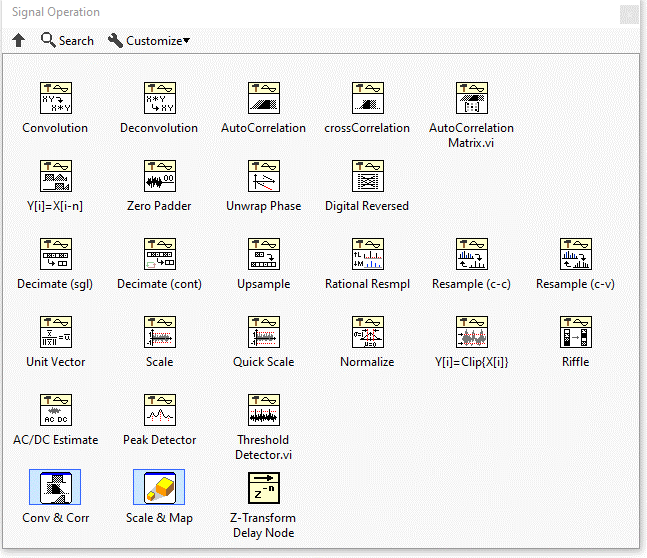 Signal Operation
Search Customize▾
Convolution Deconvolution AutoCorrelation crossCorrelation AutoCorrelation
Matrix.vi
Y[i]=X[i-n] Zero Padder Unwrap Phase Digital Reversed
Decimate (sgl) Decimate (cont) Upsample Rational Resmpl Resample (c-c) Resample (c-v)
Unit Vector Scale Quick Scale Normalize Y[i]=Clip{X[i]} Riffle
AC DC
AC/DC Estimate Peak Detector Threshold
Detector.vi
z⁻ⁿ
Conv & Corr Scale & Map Z-Transform
Delay Node